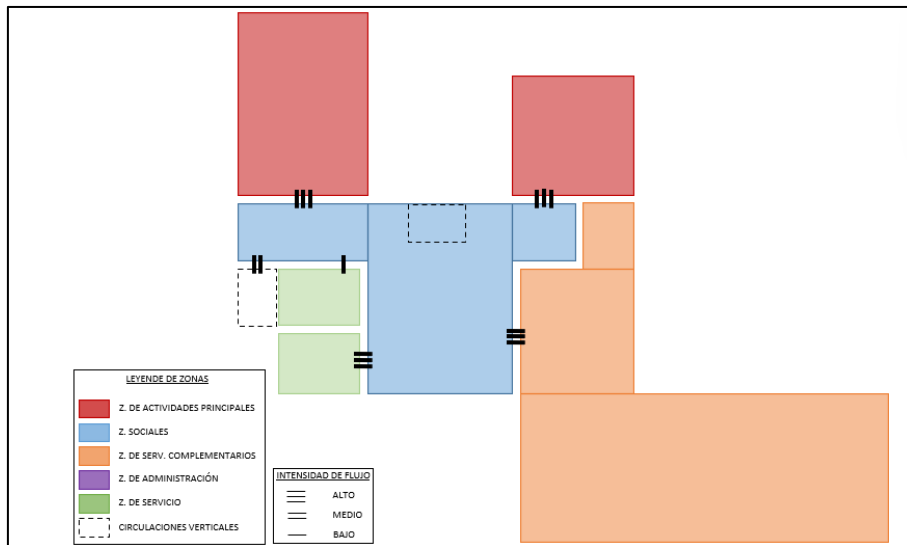 LEYENDE DE ZONAS
Z. DE ACTIVIDADES PRINCIPALES
Z. SOCIALES
Z. DE SERV. COMPLEMENTARIOS
Z. DE ADMINISTRACIÓN
Z. DE SERVICIO
CIRCULACIONES VERTICALES
INTENSIDAD DE FLUJO
ALTO
MEDIO
BAJO